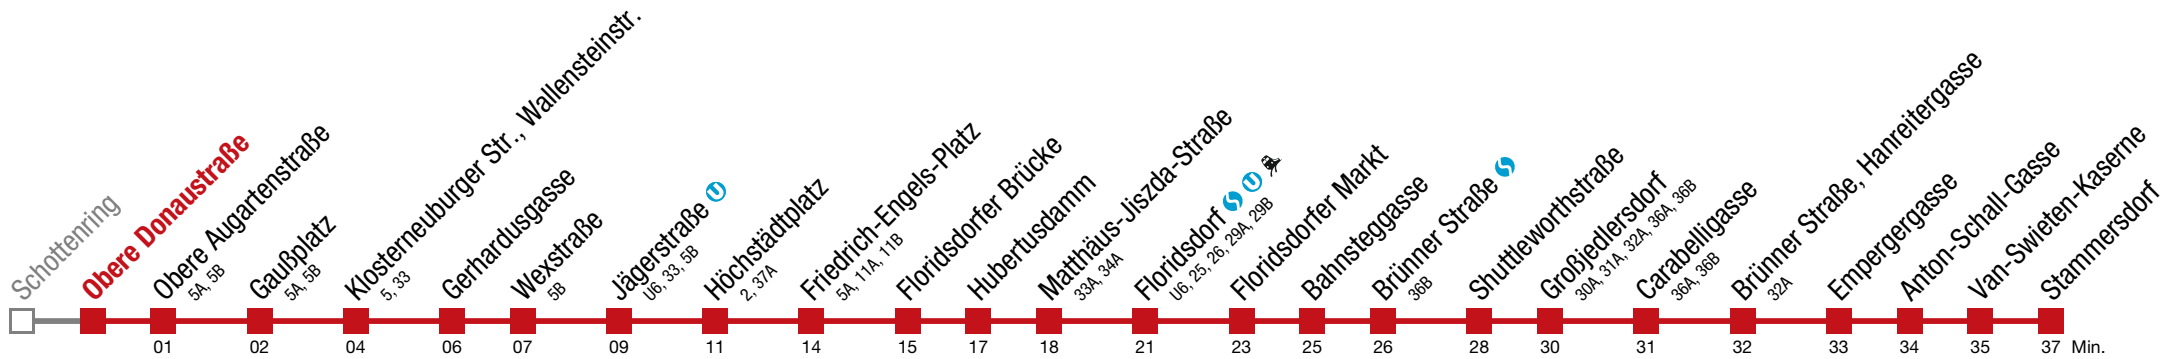 Schottenring
Obere Donaustraße
Obere Augartenstraße
5A, 5B
Gaußplatz
5A, 5B
Klosterneuburger Str., Wallensteinstr.
5, 33
Gerhardusgasse
Wexstraße
5B
Jägerstraße U
U6, 33, 5B
Höchstädtplatz
2, 37A
Friedrich-Engels-Platz
5A, 11A, 11B
Floridsdorfer Brücke
Hubertusdamm
Matthäus-Jiszda-Straße
33A, 34A
Floridsdorf S U
U6, 25, 26, 29A, 29B
Floridsdorfer Markt
Bahnsteggasse
Brünner Straße S
36B
Shuttleworthstraße
Großjedlersdorf
30A, 31A, 32A, 36A, 36B
Carabelligasse
36A, 36B
Brünner Straße, Hanreitergasse
32A
Empergergasse
Anton-Schall-Gasse
Van-Swieten-Kaserne
Stammersdorf
01 02 04 06 07 09 11 14 15 17 18 21 23 25 26 28 30 31 32 33 34 35 37 Min.